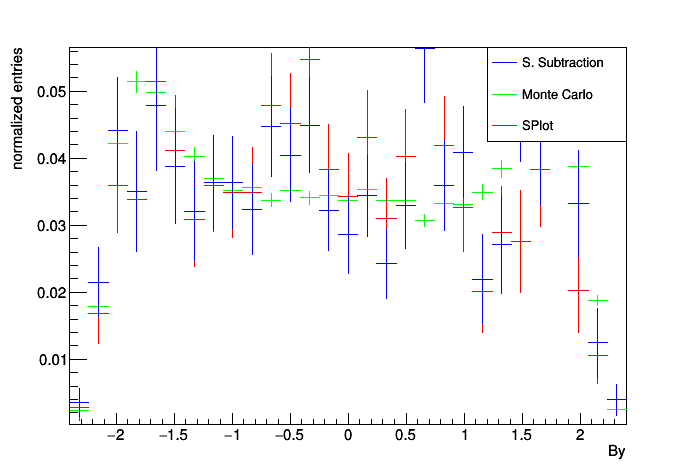 normalized entries
S. Subtraction
Monte Carlo
SPlot
0.05
0.04
0.03
0.02
0.01
−2 −1.5 −1 −0.5 0 0.5 1 1.5 2
By